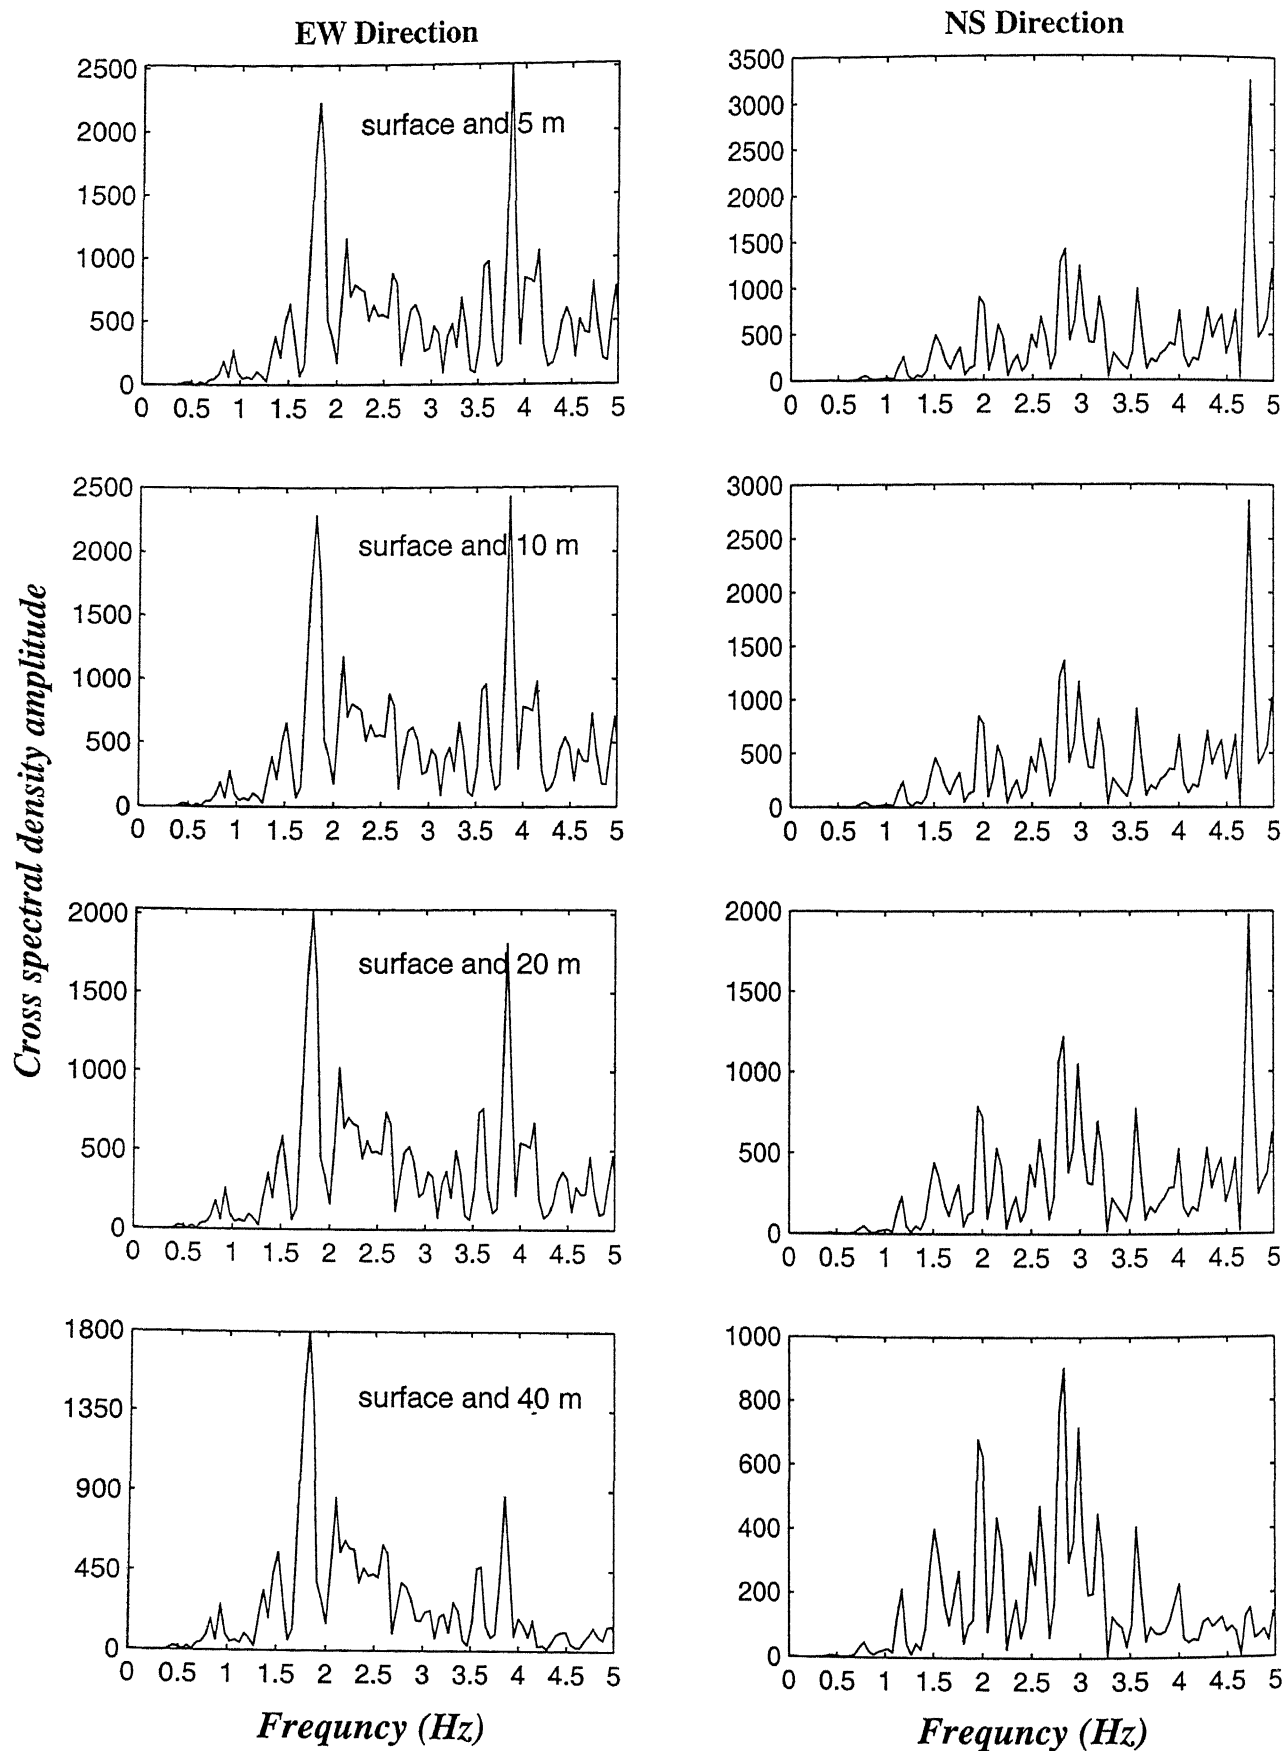 EW Direction
NS Direction
2500
2000
1500
1000
500
0
surface and 5 m
0 0.5 1 1.5 2 2.5 3 3.5 4 4.5 5
3500
3000
2500
2000
1500
1000
500
0
0 0.5 1 1.5 2 2.5 3 3.5 4 4.5 5
Cross spectral density amplitude
2500
2000
1500
1000
500
0
surface and 10 m
0 0.5 1 1.5 2 2.5 3 3.5 4 4.5 5
3000
2500
2000
1500
1000
500
0
0 0.5 1 1.5 2 2.5 3 3.5 4 4.5 5
2000
1500
1000
500
0
surface and 20 m
0 0.5 1 1.5 2 2.5 3 3.5 4 4.5 5
2000
1500
1000
500
0
0 0.5 1 1.5 2 2.5 3 3.5 4 4.5 5
1800
1350
900
450
0
surface and 40 m
0 0.5 1 1.5 2 2.5 3 3.5 4 4.5 5
1000
800
600
400
200
0
0 0.5 1 1.5 2 2.5 3 3.5 4 4.5 5
Frequncy (Hz)
Frequncy (Hz)